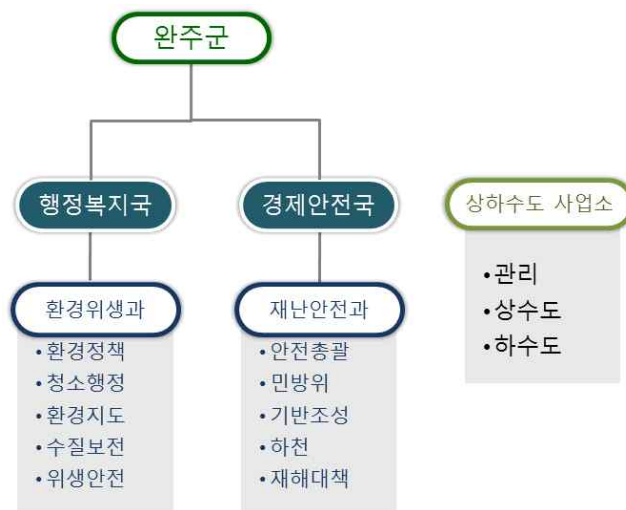 완주군
행정복지국
경제안전국
상하수도 사업소
환경위생과
• 환경정책
• 청소행정
• 환경지도
• 수질보전
• 위생안전
재난안전과
• 안전총괄
• 민방위
• 기반조성
• 하천
• 재해대책
• 관리
• 상수도
• 하수도